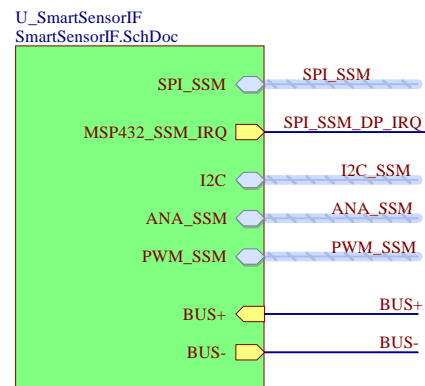 U_SmartSensorIF
SmartSensorIF.SchDoc
SPI_SSM SPI_SSM
MSP432_SSM_IRQ SPI_SSM_DP_IRQ
I2C I2C_SSM
ANA_SSM ANA_SSM
PWM_SSM PWM_SSM
BUS+ BUS+
BUS- BUS-